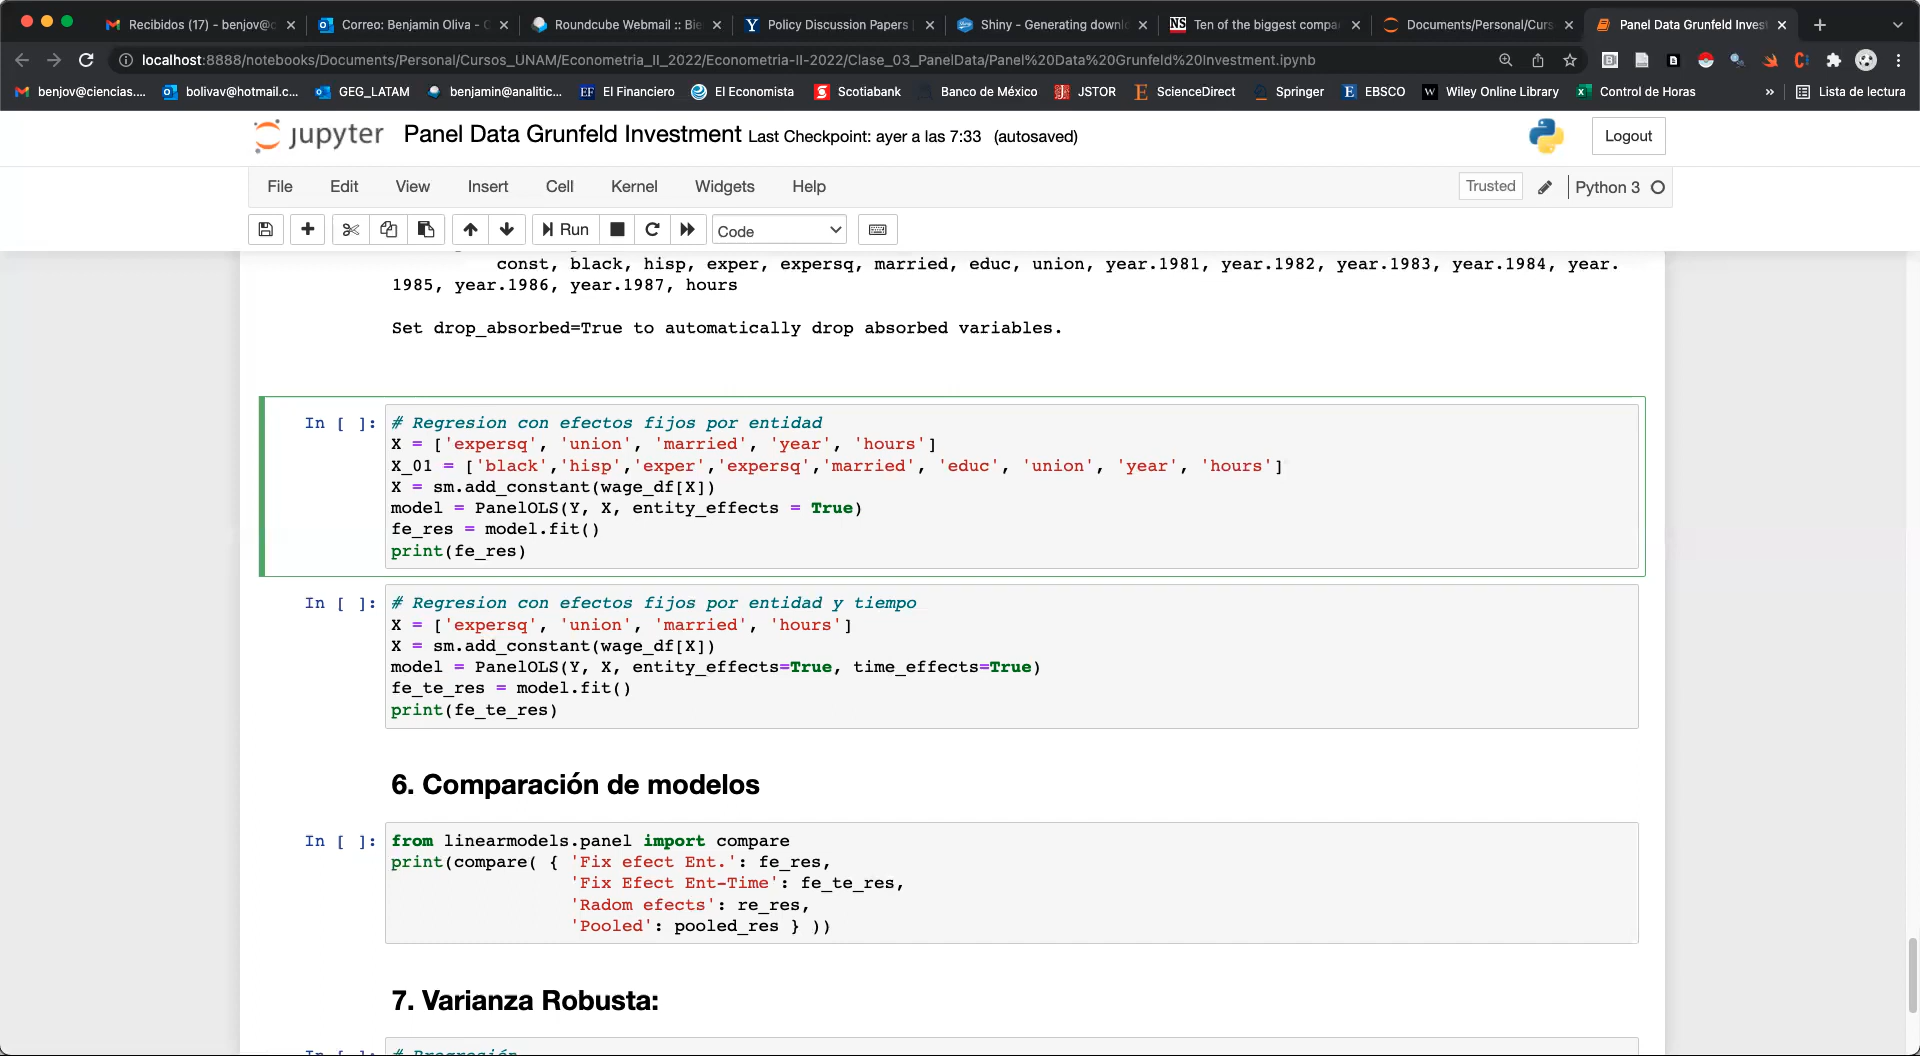 Recibidos (17) - benjov@c
Correo: Benjamin Oliva - O
Roundcube Webmail :: Bie
Policy Discussion Papers
Shiny - Generating downl
Ten of the biggest compa
Documents/Personal/Curs
Panel Data Grunfeld Invest
localhost:8888/notebooks/Documents/Personal/Cursos_UNAM/Econometria_II_2022/Econometria-II-2022/Clase_03_PanelData/Panel%20Data%20Grunfeld%20Investment.ipynb
benjov@ciencias....
bolivav@hotmail.c...
GEG_LATAM
benjamin@analitic...
El Financiero
El Economista
Scotiabank
Banco de México
JSTOR
ScienceDirect
Springer
EBSCO
Wiley Online Library
Control de Horas
»
Lista de lectura
jupyter Panel Data Grunfeld Investment Last Checkpoint: ayer a las 7:33 (autosaved)
Logout
File Edit View Insert Cell Kernel Widgets Help
Trusted
Python 3
Run
Code
const, black, hisp, exper, expersq, married, educ, union, year.1981, year.1982, year.1983, year.1984, year.
1985, year.1986, year.1987, hours
Set drop_absorbed=True to automatically drop absorbed variables.
In [ ]: # Regresion con efectos fijos por entidad
X = ['expersq', 'union', 'married', 'year', 'hours']
X_01 = ['black','hisp','exper','expersq','married', 'educ', 'union', 'year', 'hours']
X = sm.add_constant(wage_df[X])
model = PanelOLS(Y, X, entity_effects = True)
fe_res = model.fit()
print(fe_res)
In [ ]: # Regresion con efectos fijos por entidad y tiempo
X = ['expersq', 'union', 'married', 'hours']
X = sm.add_constant(wage_df[X])
model = PanelOLS(Y, X, entity_effects=True, time_effects=True)
fe_te_res = model.fit()
print(fe_te_res)
6. Comparación de modelos
In [ ]: from linearmodels.panel import compare
print(compare( { 'Fix efect Ent.': fe_res,
'Fix Efect Ent-Time': fe_te_res,
'Radom efects': re_res,
'Pooled': pooled_res } ))
7. Varianza Robusta:
In [ ]: # Progresión